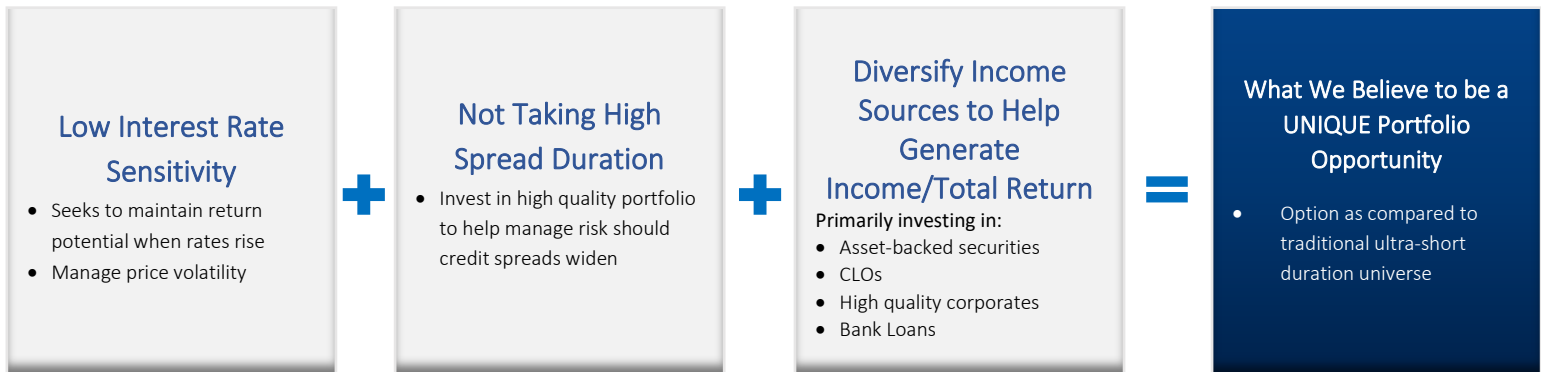 Low Interest Rate
Sensitivity
• Seeks to maintain return
potential when rates rise
• Manage price volatility
+
Not Taking High
Spread Duration
• Invest in high quality portfolio
to help manage risk should
credit spreads widen
+
Diversify Income
Sources to Help
Generate
Income/Total Return
Primarily investing in:
• Asset-backed securities
• CLOs
• High quality corporates
• Bank Loans
=
What We Believe to be a
UNIQUE Portfolio
Opportunity
• Option as compared to
traditional ultra-short
duration universe